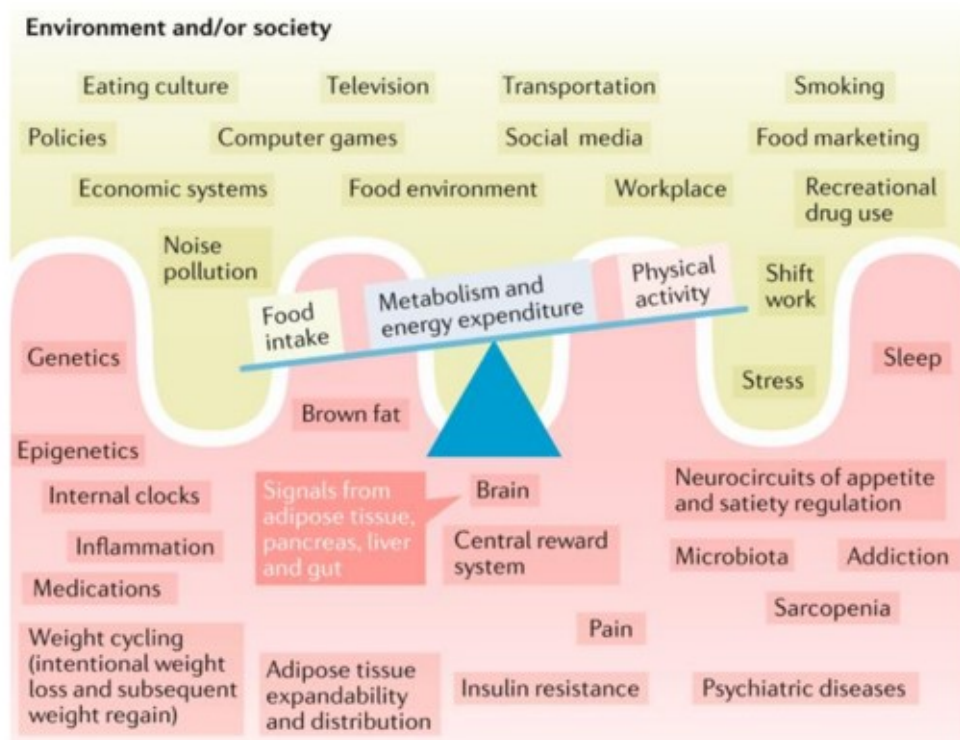 Environment and/or society
Eating culture
Television
Transportation
Smoking
Policies
Computer games
Social media
Food marketing
Economic systems
Food environment
Workplace
Recreational
drug use
Noise
pollution
Food
intake
Metabolism and
energy expenditure
Physical
activity
Shift
work
Genetics
Stress
Sleep
Brown fat
Epigenetics
Internal clocks
Signals from
adipose tissue,
pancreas, liver
and gut
Brain
Neurocircuits of appetite
and satiety regulation
Inflammation
Central reward
system
Microbiota
Addiction
Medications
Sarcopenia
Pain
Weight cycling
(intentional weight
loss and subsequent
weight regain)
Adipose tissue
expandability
and distribution
Insulin resistance
Psychiatric diseases